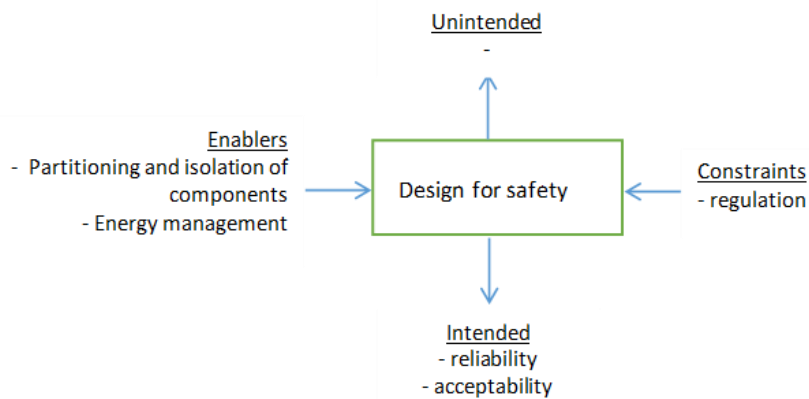 Unintended
-
Enablers
- Partitioning and isolation of
components
- Energy management
Design for safety
Constraints
- regulation
Intended
- reliability
- acceptability